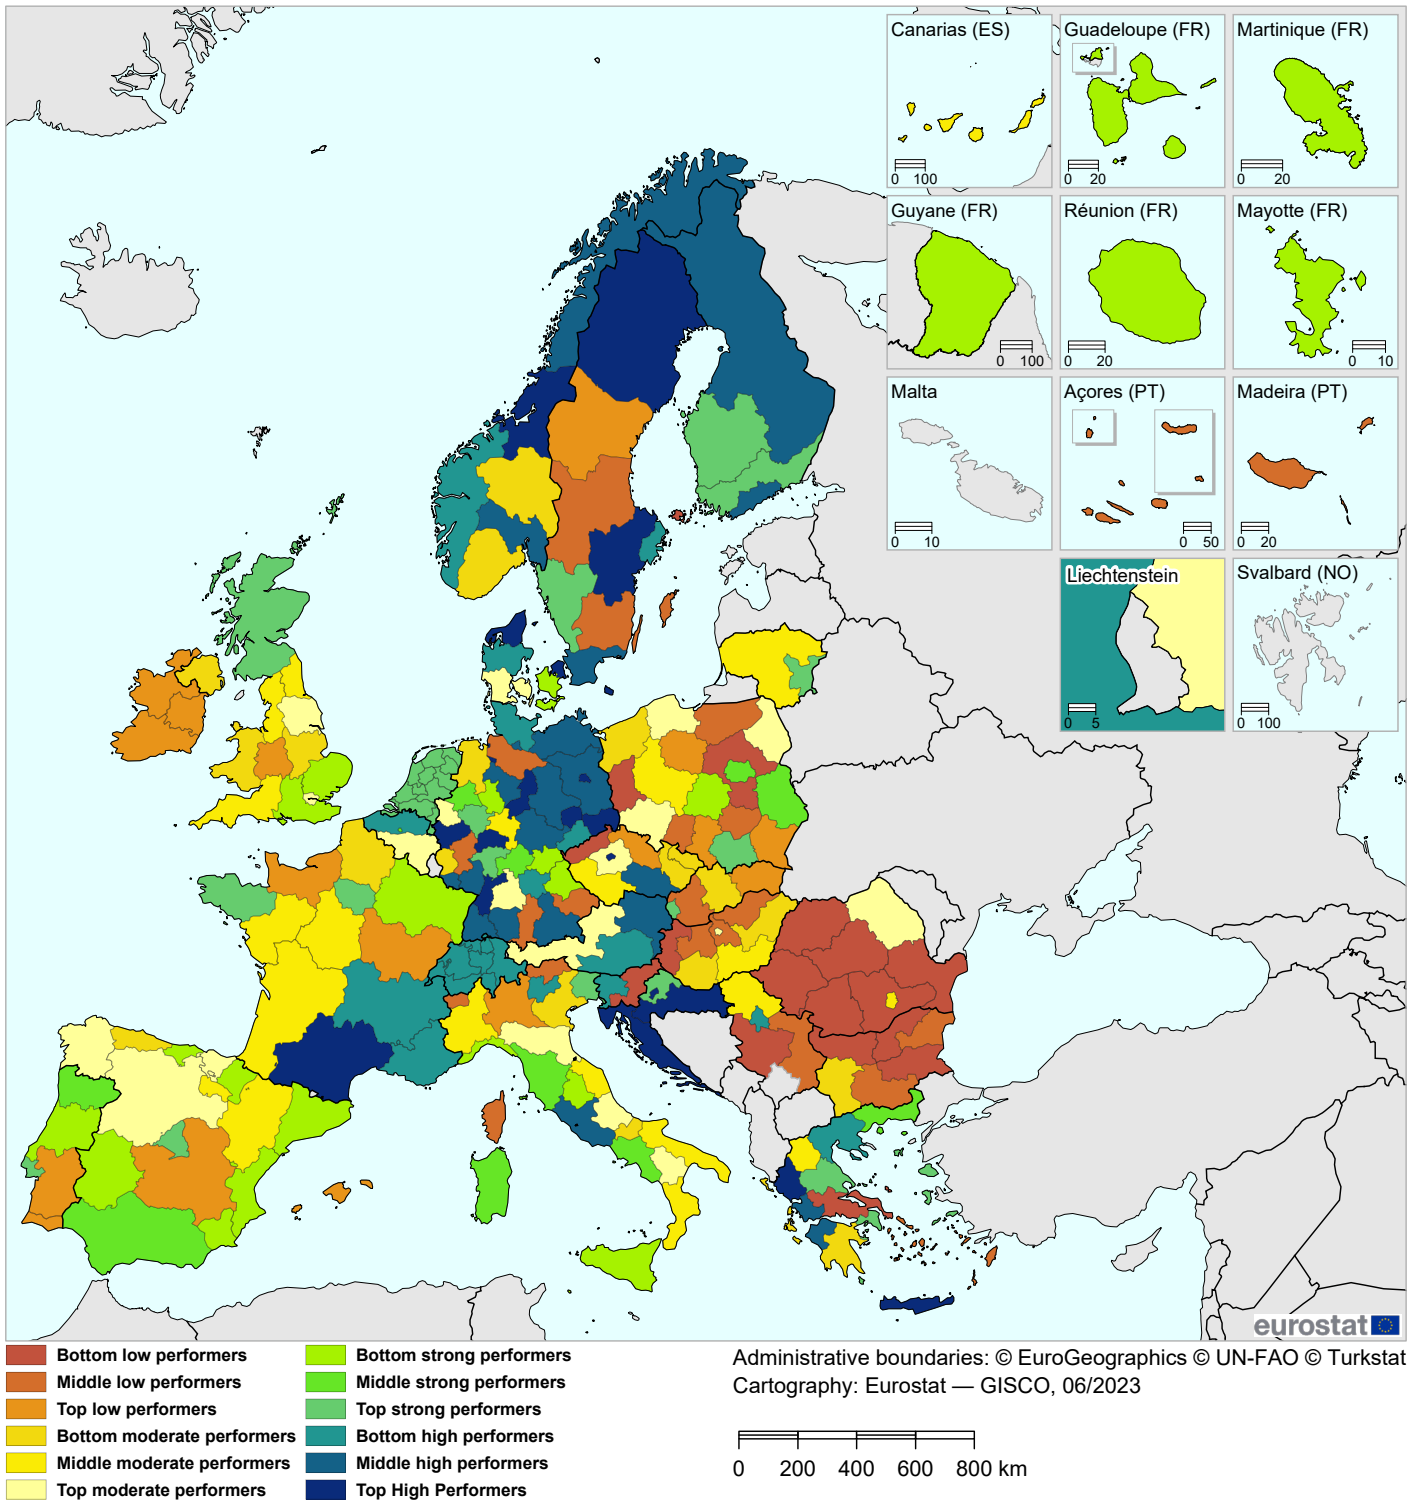 Canarias (ES)
0 100
Guadeloupe (FR)
0 20
Martinique (FR)
0 20
Guyane (FR)
0 100
Réunion (FR)
0 20
Mayotte (FR)
0 10
Malta
0 10
Açores (PT)
0 50
Madeira (PT)
0 20
Liechtenstein
0 5
Svalbard (NO)
0 100
eurostat
Bottom low performers
Middle low performers
Top low performers
Bottom moderate performers
Middle moderate performers
Top moderate performers
Bottom strong performers
Middle strong performers
Top strong performers
Bottom high performers
Middle high performers
Top High Performers
Administrative boundaries: © EuroGeographics © UN-FAO © Turkstat
Cartography: Eurostat — GISCO, 06/2023
0 200 400 600 800 km